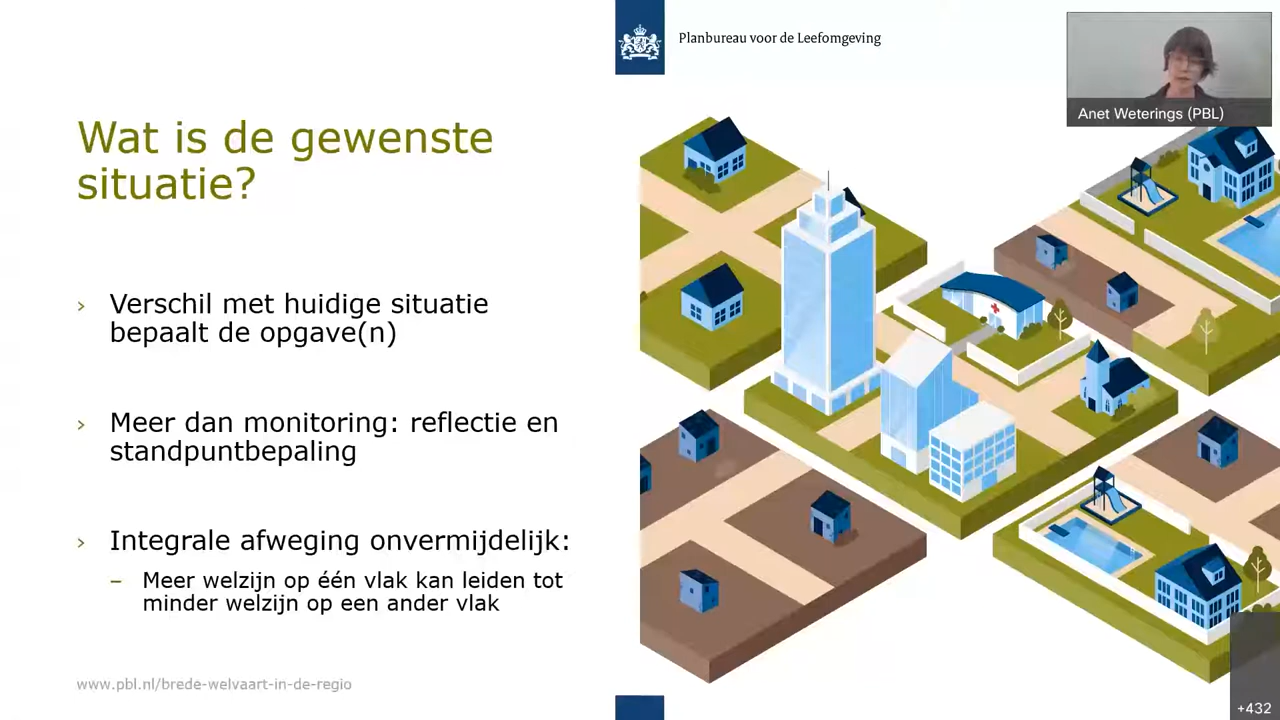 Planbureau voor de Leefomgeving
Anet Weterings (PBL)
Wat is de gewenste
situatie?
› Verschil met huidige situatie
bepaalt de opgave(n)
› Meer dan monitoring: reflectie en
standpuntbepaling
› Integrale afweging onvermijdelijk:
– Meer welzijn op één vlak kan leiden tot
minder welzijn op een ander vlak
www.pbl.nl/brede-welvaart-in-de-regio
+432